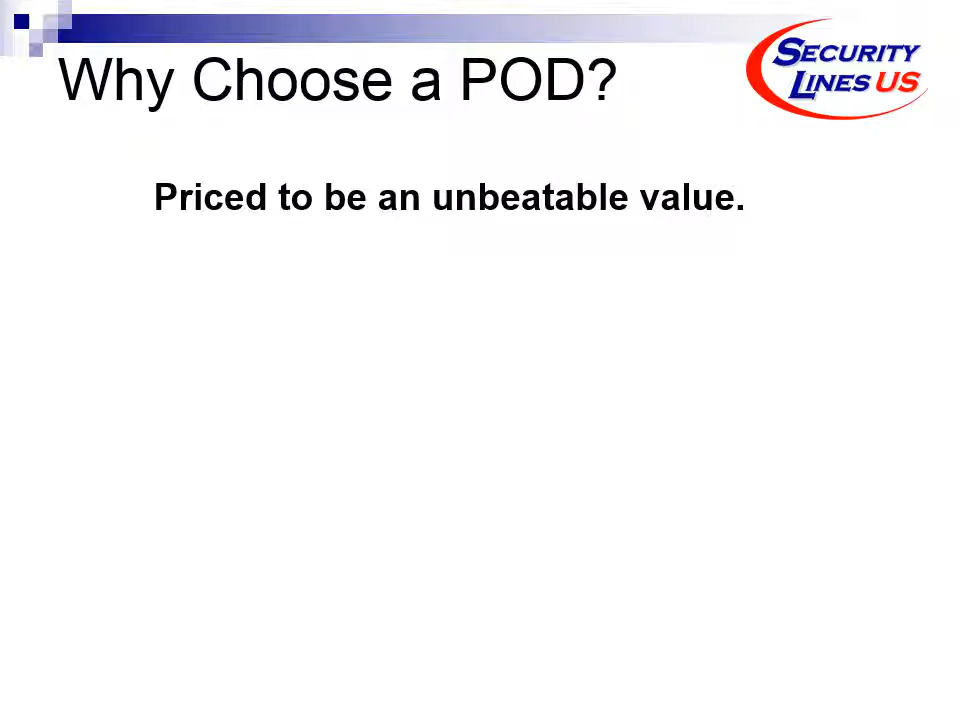 Why Choose a POD?
SECURITY
LINES US
Priced to be an unbeatable value.